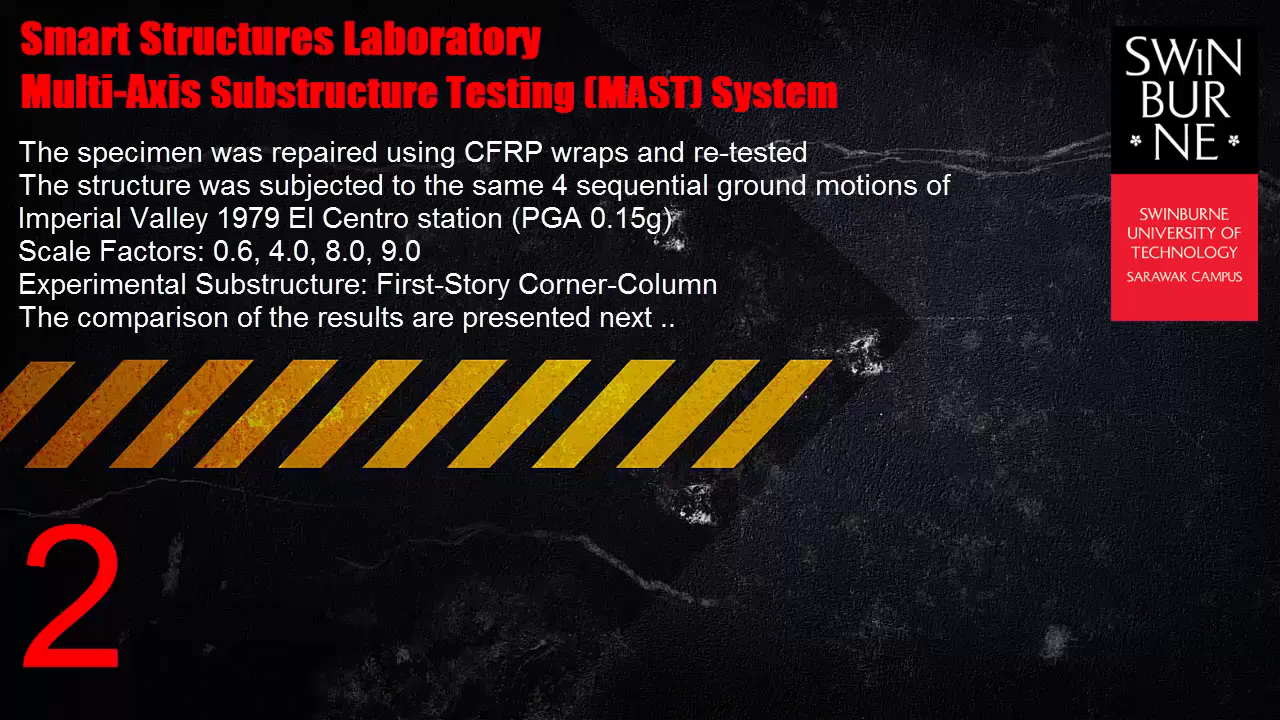 Smart Structures Laboratory
Multi-Axis Substructure Testing (MAST) System
The specimen was repaired using CFRP wraps and re-tested
The structure was subjected to the same 4 sequential ground motions of
Imperial Valley 1979 El Centro station (PGA 0.15g)
Scale Factors: 0.6, 4.0, 8.0, 9.0
Experimental Substructure: First-Story Corner-Column
The comparison of the results are presented next ..
2
SWIN
BUR
NE
SWINBURNE
UNIVERSITY OF
TECHNOLOGY
SARAWAK CAMPUS